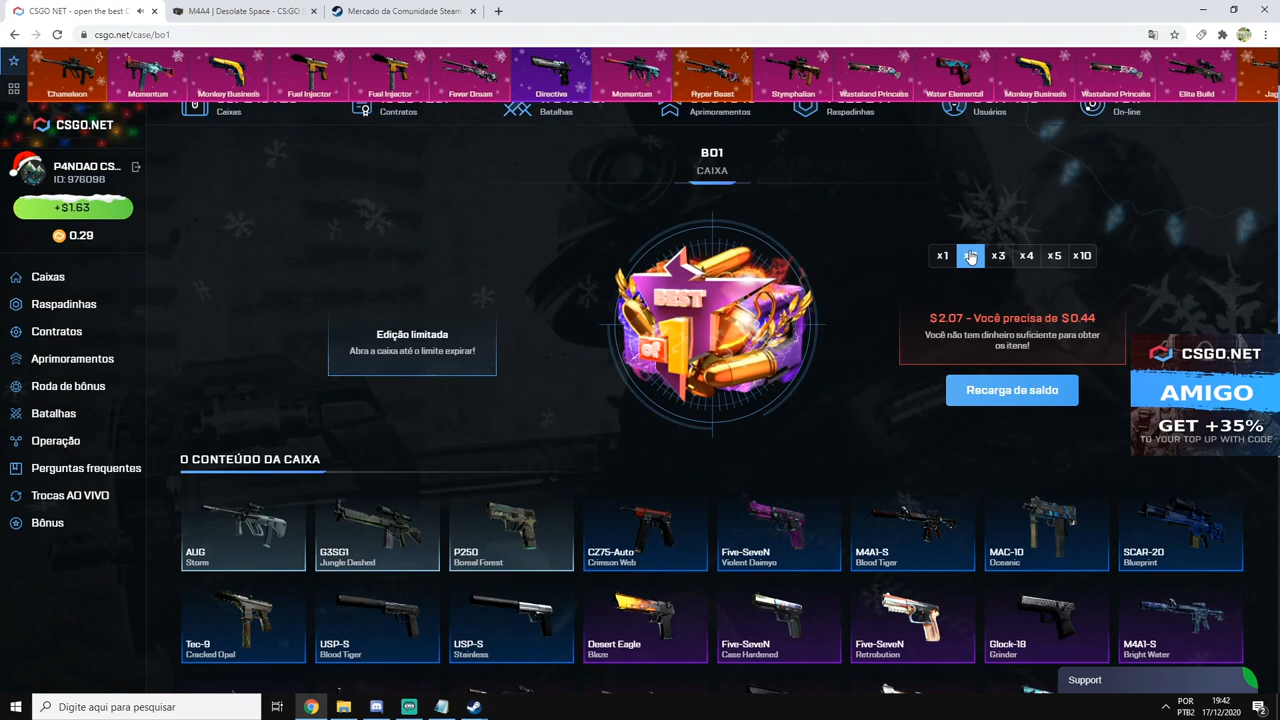 CSGO NET - open the best C
M4A4 | Desolate Space - CS:GO S
Mercado da Comunidade Steam
csgo.net/case/bo1
Chameleon
Momentum
Monkey Business
Fuel Injector
Fuel Injector
Fever Dream
Directive
Momentum
Hyper Beast
Stymphalian
Wasteland Princess
Water Elemental
Monkey Business
Wasteland Princess
Elite Build
Jag
Caixas
Contratos
Batalhas
Aprimoramentos
Raspadinhas
Usuários
On-line
CSGO.NET
P4NDAO CS...
ID: 976098
+$1.63
0.29
Caixas
Raspadinhas
Contratos
Aprimoramentos
Roda de bônus
Batalhas
Operação
Perguntas frequentes
Trocas AO VIVO
Bônus
BO1
CAIXA
Edição limitada
Abra a caixa até o limite expirar!
BEST
of
x1
x3
x4
x5
x10
$2.07 - Você precisa de $0.44
Você não tem dinheiro suficiente para obter
os itens!
Recarga de saldo
CSGO.NET
AMIGO
GET +35%
TO YOUR TOP UP WITH CODE
O CONTEÚDO DA CAIXA
AUG
Storm
G3SG1
Jungle Dashed
P250
Boreal Forest
CZ75-Auto
Crimson Web
Five-SeveN
Violent Daimyo
M4A1-S
Blood Tiger
MAC-10
Oceanic
SCAR-20
Blueprint
Tec-9
Cracked Opal
USP-S
Blood Tiger
USP-S
Stainless
Desert Eagle
Blaze
Five-SeveN
Case Hardened
Five-SeveN
Retrobution
Glock-18
Grinder
M4A1-S
Bright Water
Support
Digite aqui para pesquisar
POR
PTB2
19:42
17/12/2020
2